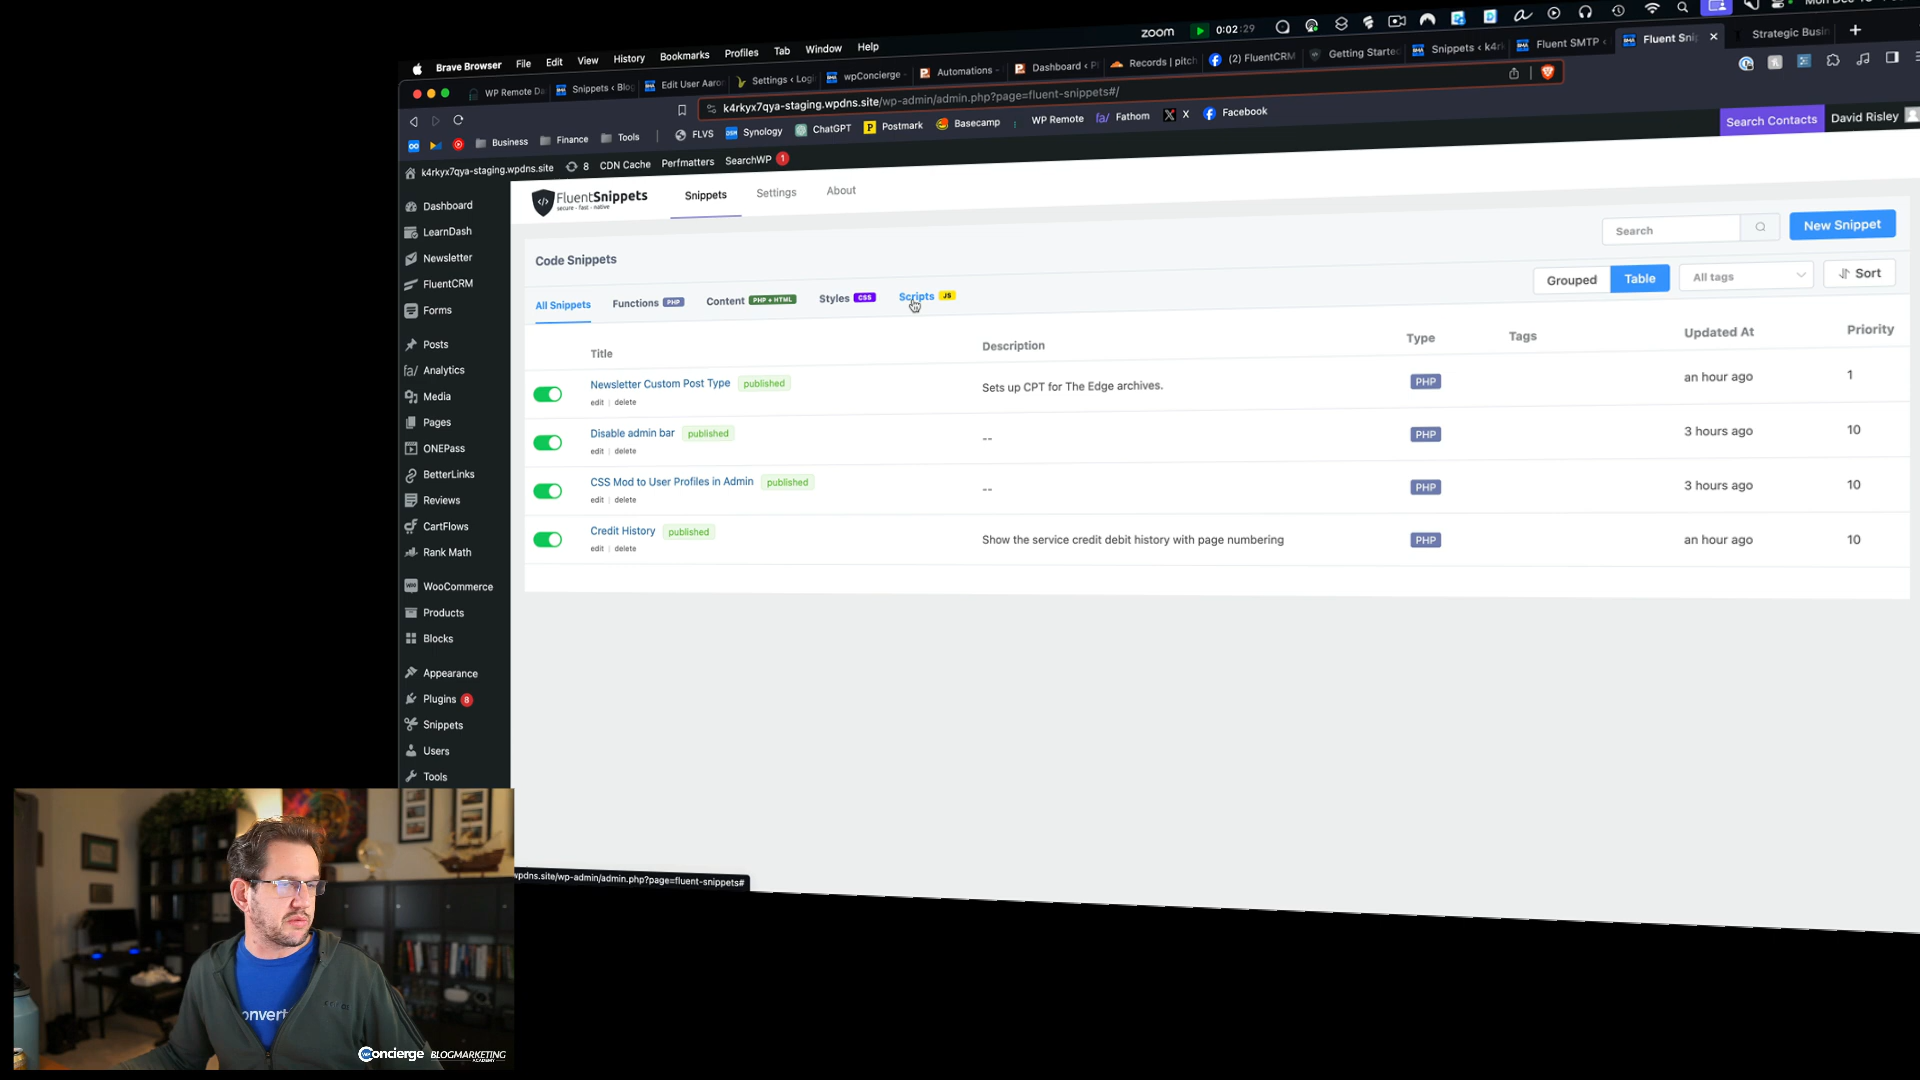 zoom
0:02:29
Brave Browser File Edit View History Bookmarks Profiles Tab Window Help
WP Remote Da
Snippets < Blog
Edit User Aaro
Settings < Logi
wpConcierge
Automations -
Dashboard < P
Records | pitch
(2) FluentCRM
Getting Starte
Snippets < k4r
Fluent SMTP <
Fluent Sni
Strategic Busin
k4rkyx7qya-staging.wpdns.site/wp-admin/admin.php?page=fluent-snippets#/
Business Finance Tools FLVS Synology ChatGPT Postmark Basecamp WP Remote Fathom X Facebook
k4rkyx7qya-staging.wpdns.site 8 CDN Cache Perfmatters SearchWP 1 Search Contacts David Risley
Dashboard
LearnDash
Newsletter
FluentCRM
Forms
Posts
Analytics
Media
Pages
ONEPass
BetterLinks
Reviews
CartFlows
Rank Math
WooCommerce
Products
Blocks
Appearance
Plugins 8
Snippets
Users
Tools
FluentSnippets
secure - fast - native
Snippets Settings About
Search
New Snippet
Code Snippets
Grouped Table All tags Sort
All Snippets Functions PHP Content PHP + HTML Styles CSS Scripts JS
Title Description Type Tags Updated At Priority
Newsletter Custom Post Type published Sets up CPT for The Edge archives. PHP an hour ago 1
edit | delete
Disable admin bar published -- PHP 3 hours ago 10
edit | delete
CSS Mod to User Profiles in Admin published -- PHP 3 hours ago 10
edit | delete
Credit History published Show the service credit debit history with page numbering PHP an hour ago 10
edit | delete
wpdns.site/wp-admin/admin.php?page=fluent-snippets#
onvert
Concierge
BLOGMARKETING
ACADEMY